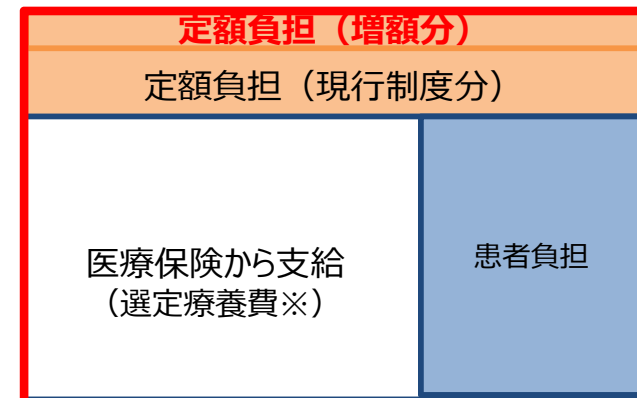 定額負担（増額分）
定額負担（現行制度分）
医療保険から支給
（選定療養費※）
患者負担